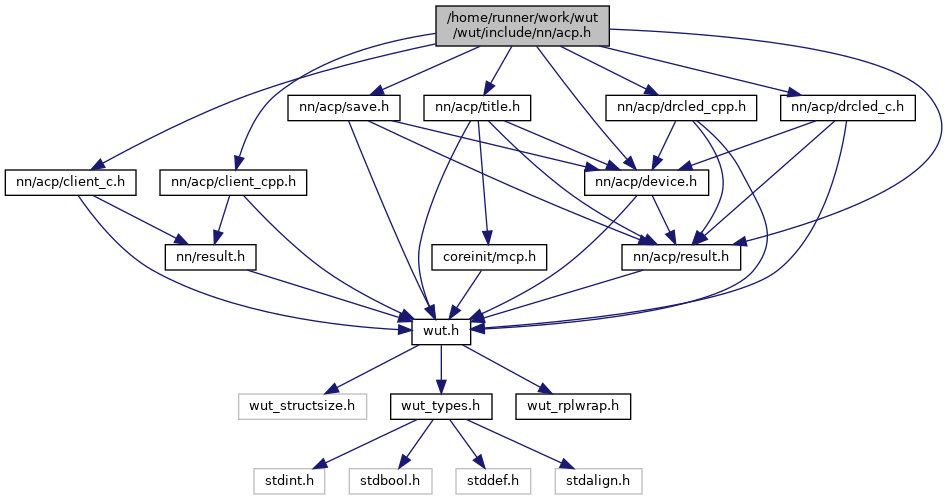 /home/runner/work/wut
/wut/include/nn/acp.h
nn/acp/save.h
nn/acp/title.h
nn/acp/drcled_cpp.h
nn/acp/drcled_c.h
nn/acp/client_c.h
nn/acp/client_cpp.h
nn/acp/device.h
nn/result.h
coreinit/mcp.h
nn/acp/result.h
wut.h
wut_structsize.h
wut_types.h
wut_rplwrap.h
stdint.h
stdbool.h
stddef.h
stdalign.h